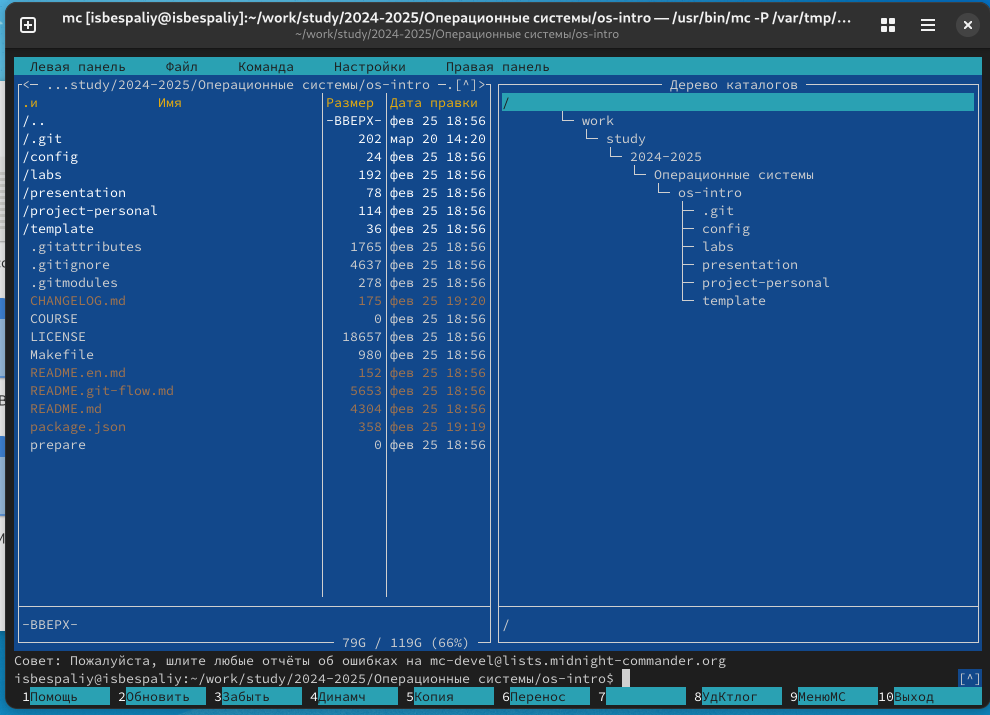 mc [isbespaliy@isbespaliy]:~/work/study/2024-2025/Операционные системы/os-intro — /usr/bin/mc -P /var/tmp/…
~/work/study/2024-2025/Операционные системы/os-intro
Левая панель Файл Команда Настройки Правая панель
<— ...study/2024-2025/Операционные системы/os-intro —.[^]>
.и Имя Размер Дата правки
/.. -ВВЕРХ- фев 25 18:56
/.git 202 мар 20 14:20
/config 24 фев 25 18:56
/labs 192 фев 25 18:56
/presentation 78 фев 25 18:56
/project-personal 114 фев 25 18:56
/template 36 фев 25 18:56
.gitattributes 1765 фев 25 18:56
.gitignore 4637 фев 25 18:56
.gitmodules 278 фев 25 18:56
CHANGELOG.md 175 фев 25 19:20
COURSE 0 фев 25 18:56
LICENSE 18657 фев 25 18:56
Makefile 980 фев 25 18:56
README.en.md 152 фев 25 18:56
README.git-flow.md 5653 фев 25 18:56
README.md 4304 фев 25 18:56
package.json 358 фев 25 19:19
prepare 0 фев 25 18:56
-ВВЕРХ-
79G / 119G (66%)
Дерево каталогов
/
work
study
2024-2025
Операционные системы
os-intro
.git
config
labs
presentation
project-personal
template
/
Совет: Пожалуйста, шлите любые отчёты об ошибках на mc-devel@lists.midnight-commander.org
isbespaliy@isbespaliy:~/work/study/2024-2025/Операционные системы/os-intro$ [^]
1Помощь 2Обновить 3Забыть 4Динамч 5Копия 6Перенос 7 8УдКтлог 9МенюMC 10Выход